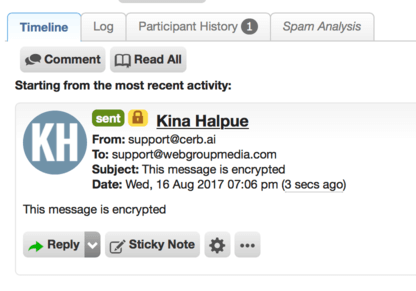 Timeline Log Participant History 1 Spam Analysis
Comment Read All
Starting from the most recent activity:
KH sent Kina Halpue
From: support@cerb.ai
To: support@webgroupmedia.com
Subject: This message is encrypted
Date: Wed, 16 Aug 2017 07:06 pm (3 secs ago)
This message is encrypted
Reply Sticky Note